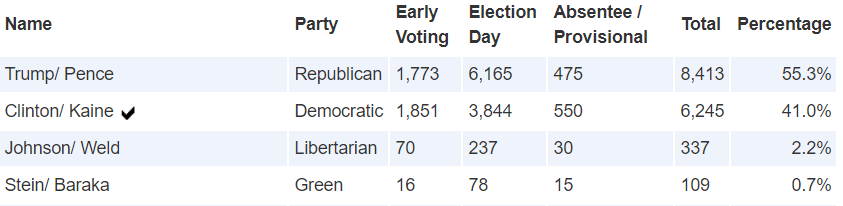 Name Party Early Voting Election Day Absentee / Provisional Total Percentage
Trump/ Pence Republican 1,773 6,165 475 8,413 55.3%
Clinton/ Kaine ✔ Democratic 1,851 3,844 550 6,245 41.0%
Johnson/ Weld Libertarian 70 237 30 337 2.2%
Stein/ Baraka Green 16 78 15 109 0.7%